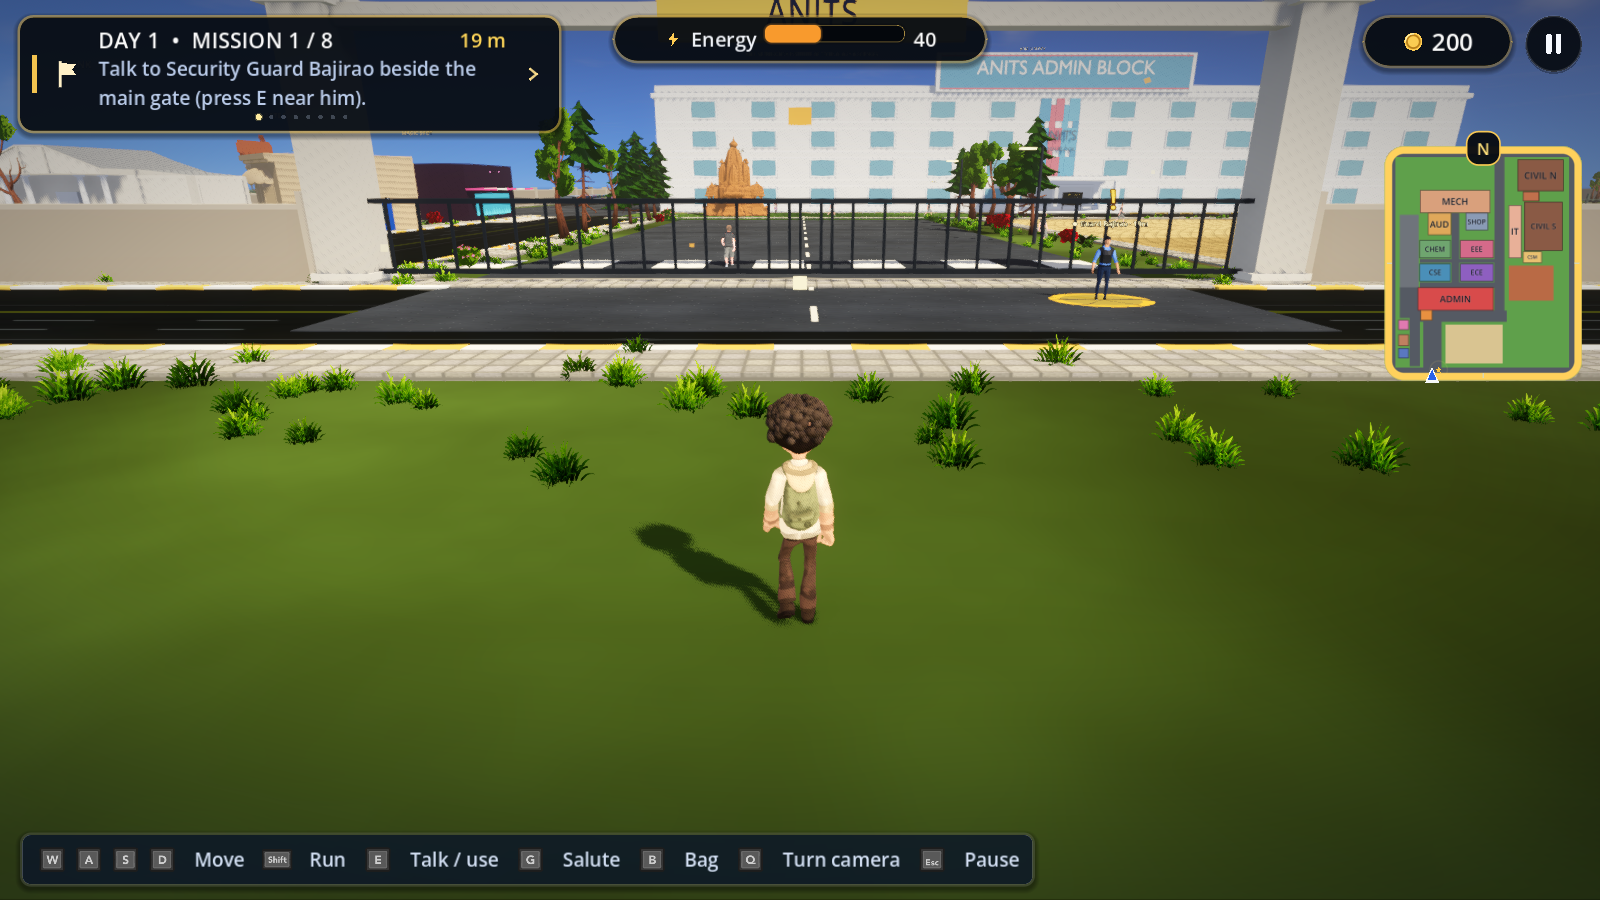 ANITS
DAY 1 • MISSION 1 / 8
19 m
Talk to Security Guard Bajirao beside the
main gate (press E near him).
Energy
40
200
ANITS ADMIN BLOCK
N
CIVIL N
MECH
AUD
SHOP
IT
CIVIL S
CHEM
EEE
CSE
ECE
ADMIN
W A S D Move Shift Run E Talk / use G Salute B Bag Q Turn camera Esc Pause